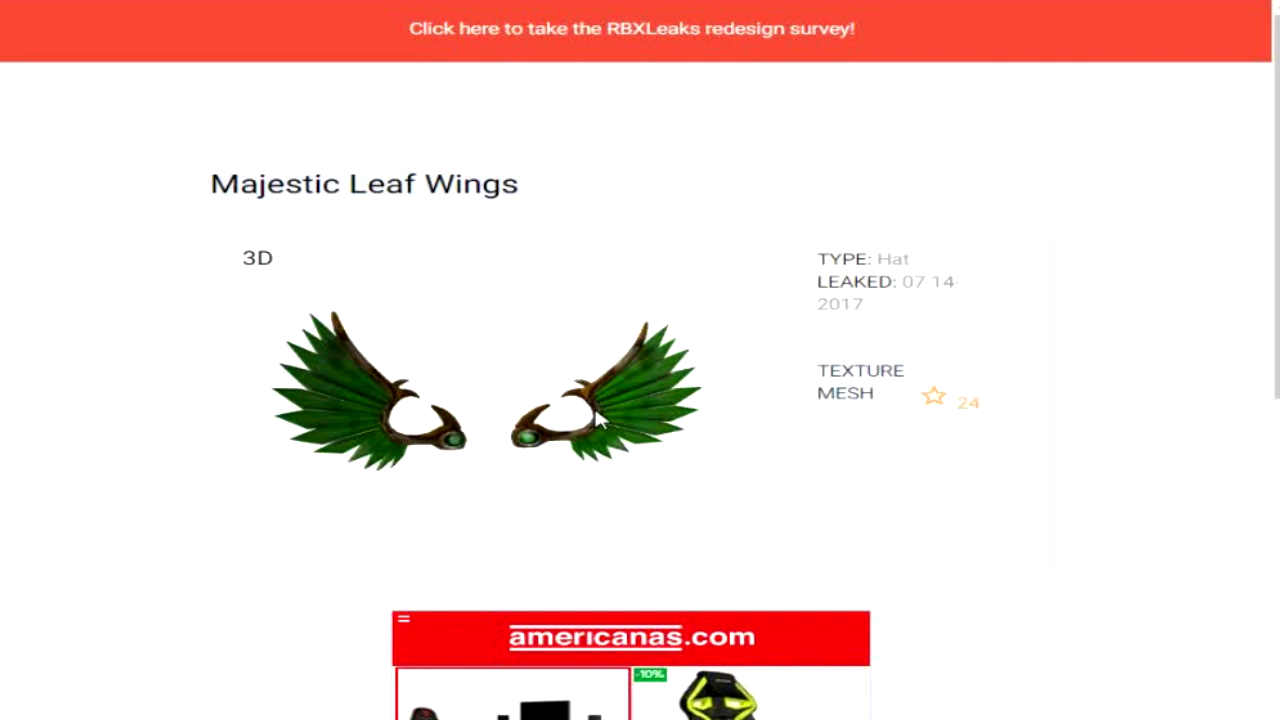 Click here to take the RBXLeaks redesign survey!
Majestic Leaf Wings
3D
TYPE: Hat
LEAKED: 07 14-
2017
TEXTURE
MESH
24
americanas.com
-10%